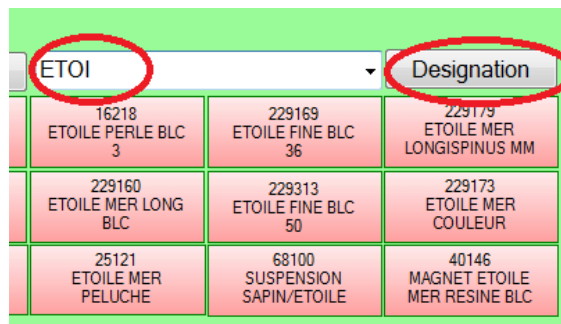 ETOI
Designation
16218
ETOILE PERLE BLC
3
229169
ETOILE FINE BLC
36
229179
ETOILE MER
LONGISPINUS MM
229160
ETOILE MER LONG
BLC
229313
ETOILE FINE BLC
50
229173
ETOILE MER
COULEUR
25121
ETOILE MER
PELUCHE
68100
SUSPENSION
SAPIN/ETOILE
40146
MAGNET ETOILE
MER RESINE BLC